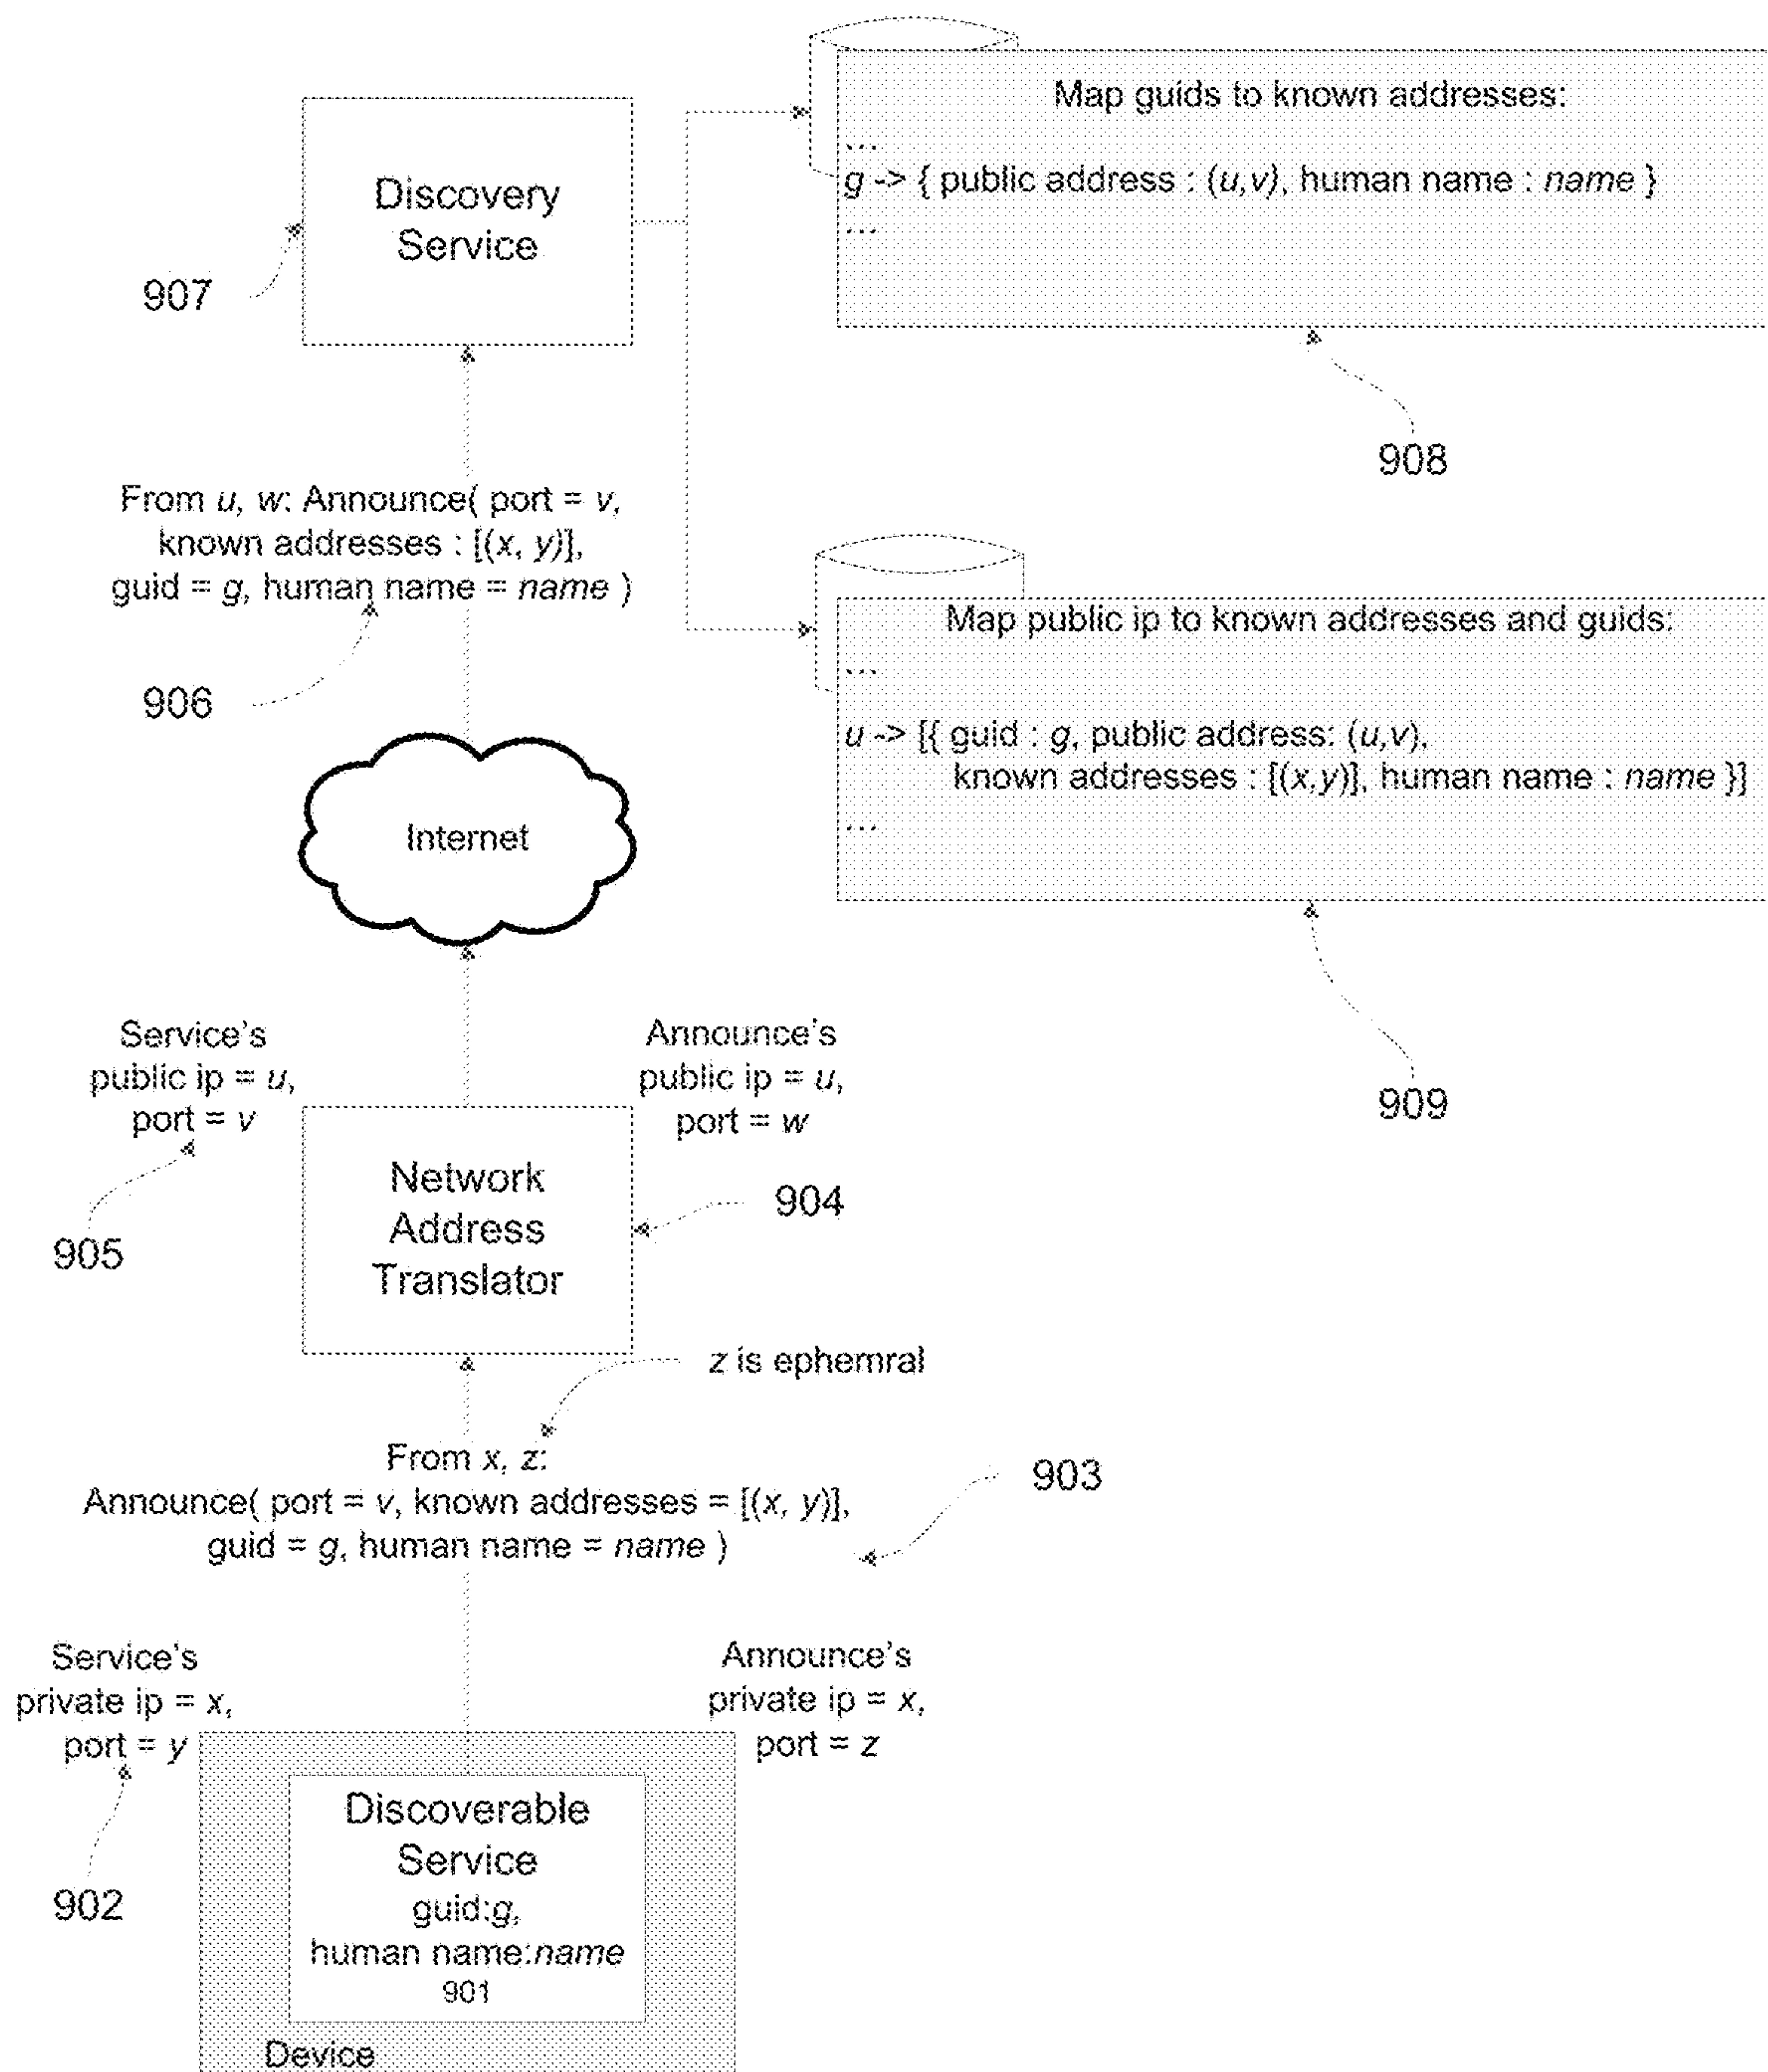 Map guids to known addresses:
...
g -> { public address : (u,v), human name : name }
...
Discovery
Service
907
908
From u, w: Announce( port = v,
known addresses : [(x, y)],
guid = g, human name = name )
906
Map public ip to known addresses and guids:
...
u -> [{ guid : g, public address: (u,v),
known addresses : [(x,y)], human name : name }]
...
Internet
909
Service's
public ip = u,
port = v
Announce's
public ip = u,
port = w
905
Network
Address
Translator
904
z is ephemral
From x, z:
Announce( port = v, known addresses = [(x, y)],
guid = g, human name = name )
903
Service's
private ip = x,
port = y
Announce's
private ip = x,
port = z
902
Discoverable
Service
guid:g,
human name:name
901
Device